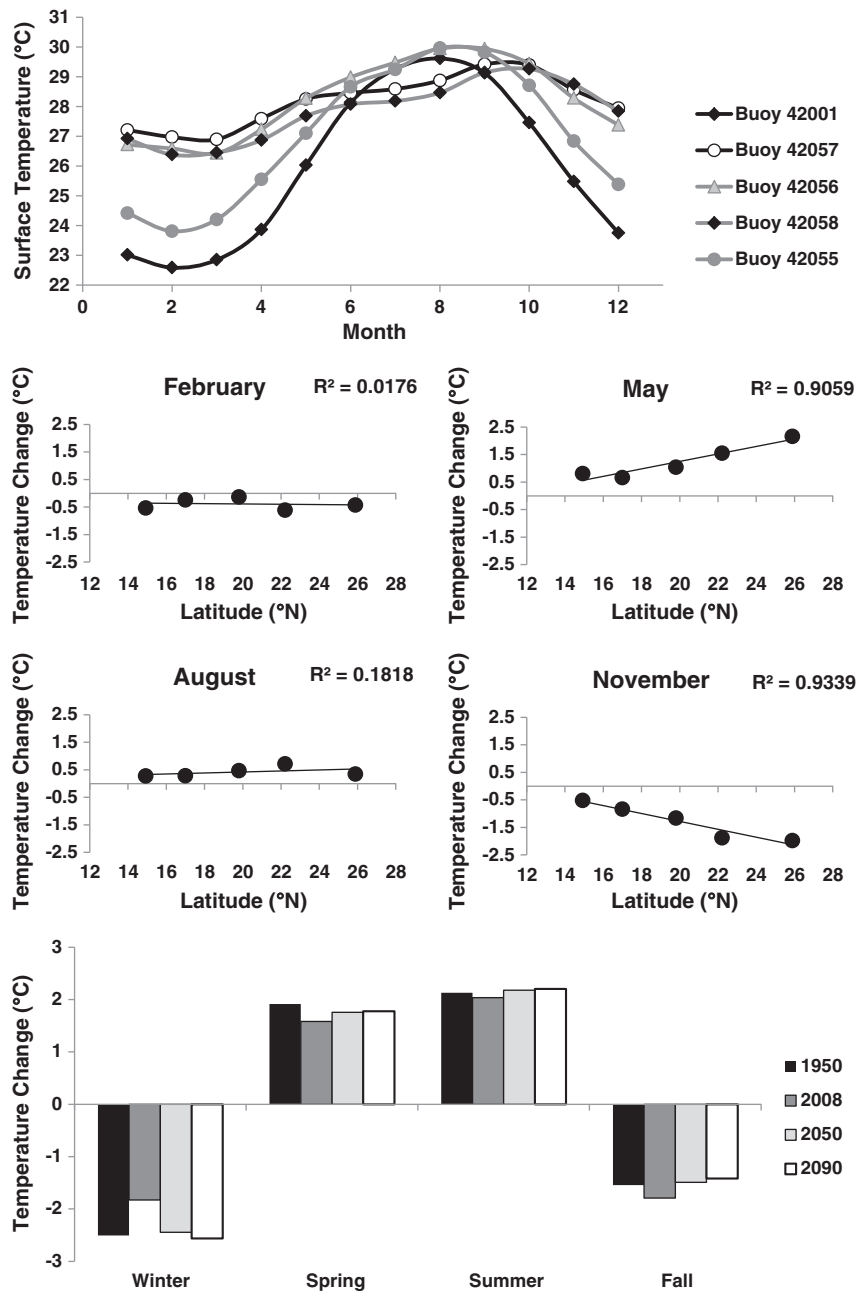 Surface Temperature (°C)
31
30
29
28
27
26
25
24
23
22
0
2
4
6
8
10
12
Month
Buoy 42001
Buoy 42057
Buoy 42056
Buoy 42058
Buoy 42055
February
R² = 0.0176
Temperature Change (°C)
2.5
1.5
0.5
-0.5
-1.5
-2.5
12 14 16 18 20 22 24 26 28
Latitude (°N)
May
R² = 0.9059
Temperature Change (°C)
2.5
1.5
0.5
-0.5
-1.5
-2.5
12 14 16 18 20 22 24 26 28
Latitude (°N)
August
R² = 0.1818
Temperature Change (°C)
2.5
1.5
0.5
-0.5
-1.5
-2.5
12 14 16 18 20 22 24 26 28
Latitude (°N)
November
R² = 0.9339
Temperature Change (°C)
2.5
1.5
0.5
-0.5
-1.5
-2.5
12 14 16 18 20 22 24 26 28
Latitude (°N)
Temperature Change (°C)
3
2
1
0
-1
-2
-3
Winter
Spring
Summer
Fall
1950
2008
2050
2090